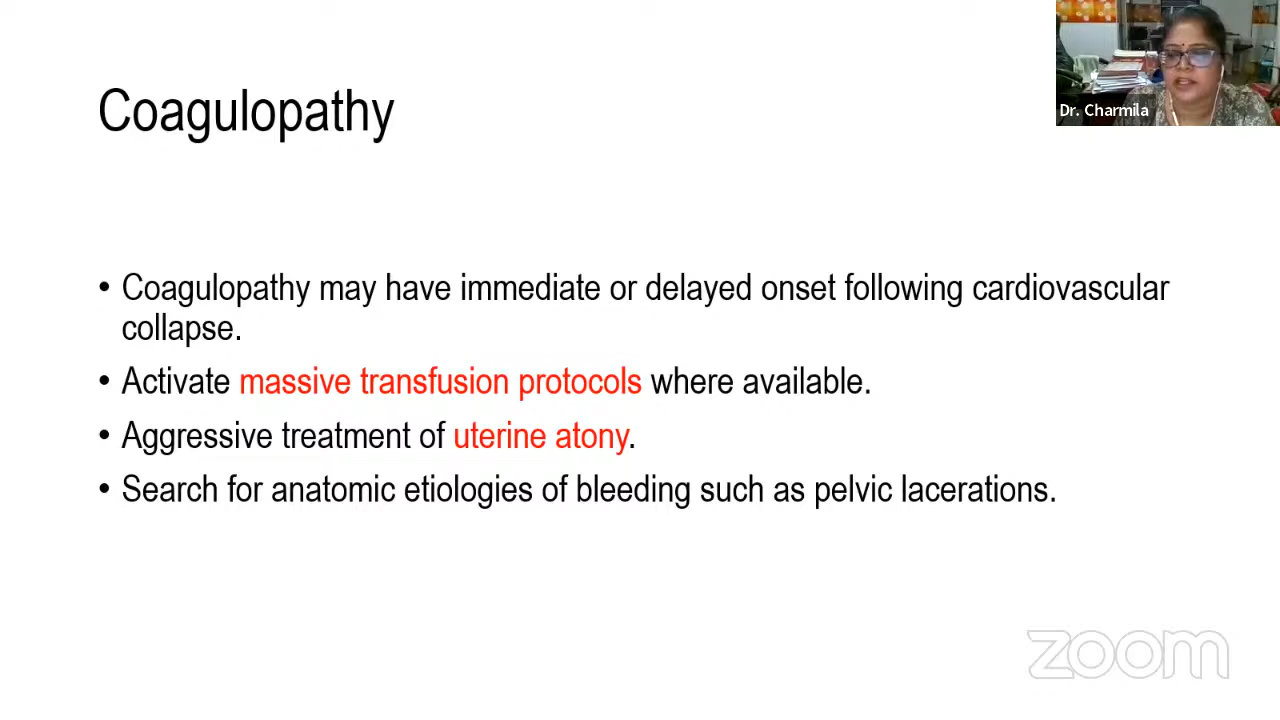 Dr. Charmila
Coagulopathy
• Coagulopathy may have immediate or delayed onset following cardiovascular
collapse.
• Activate massive transfusion protocols where available.
• Aggressive treatment of uterine atony.
• Search for anatomic etiologies of bleeding such as pelvic lacerations.
zoom